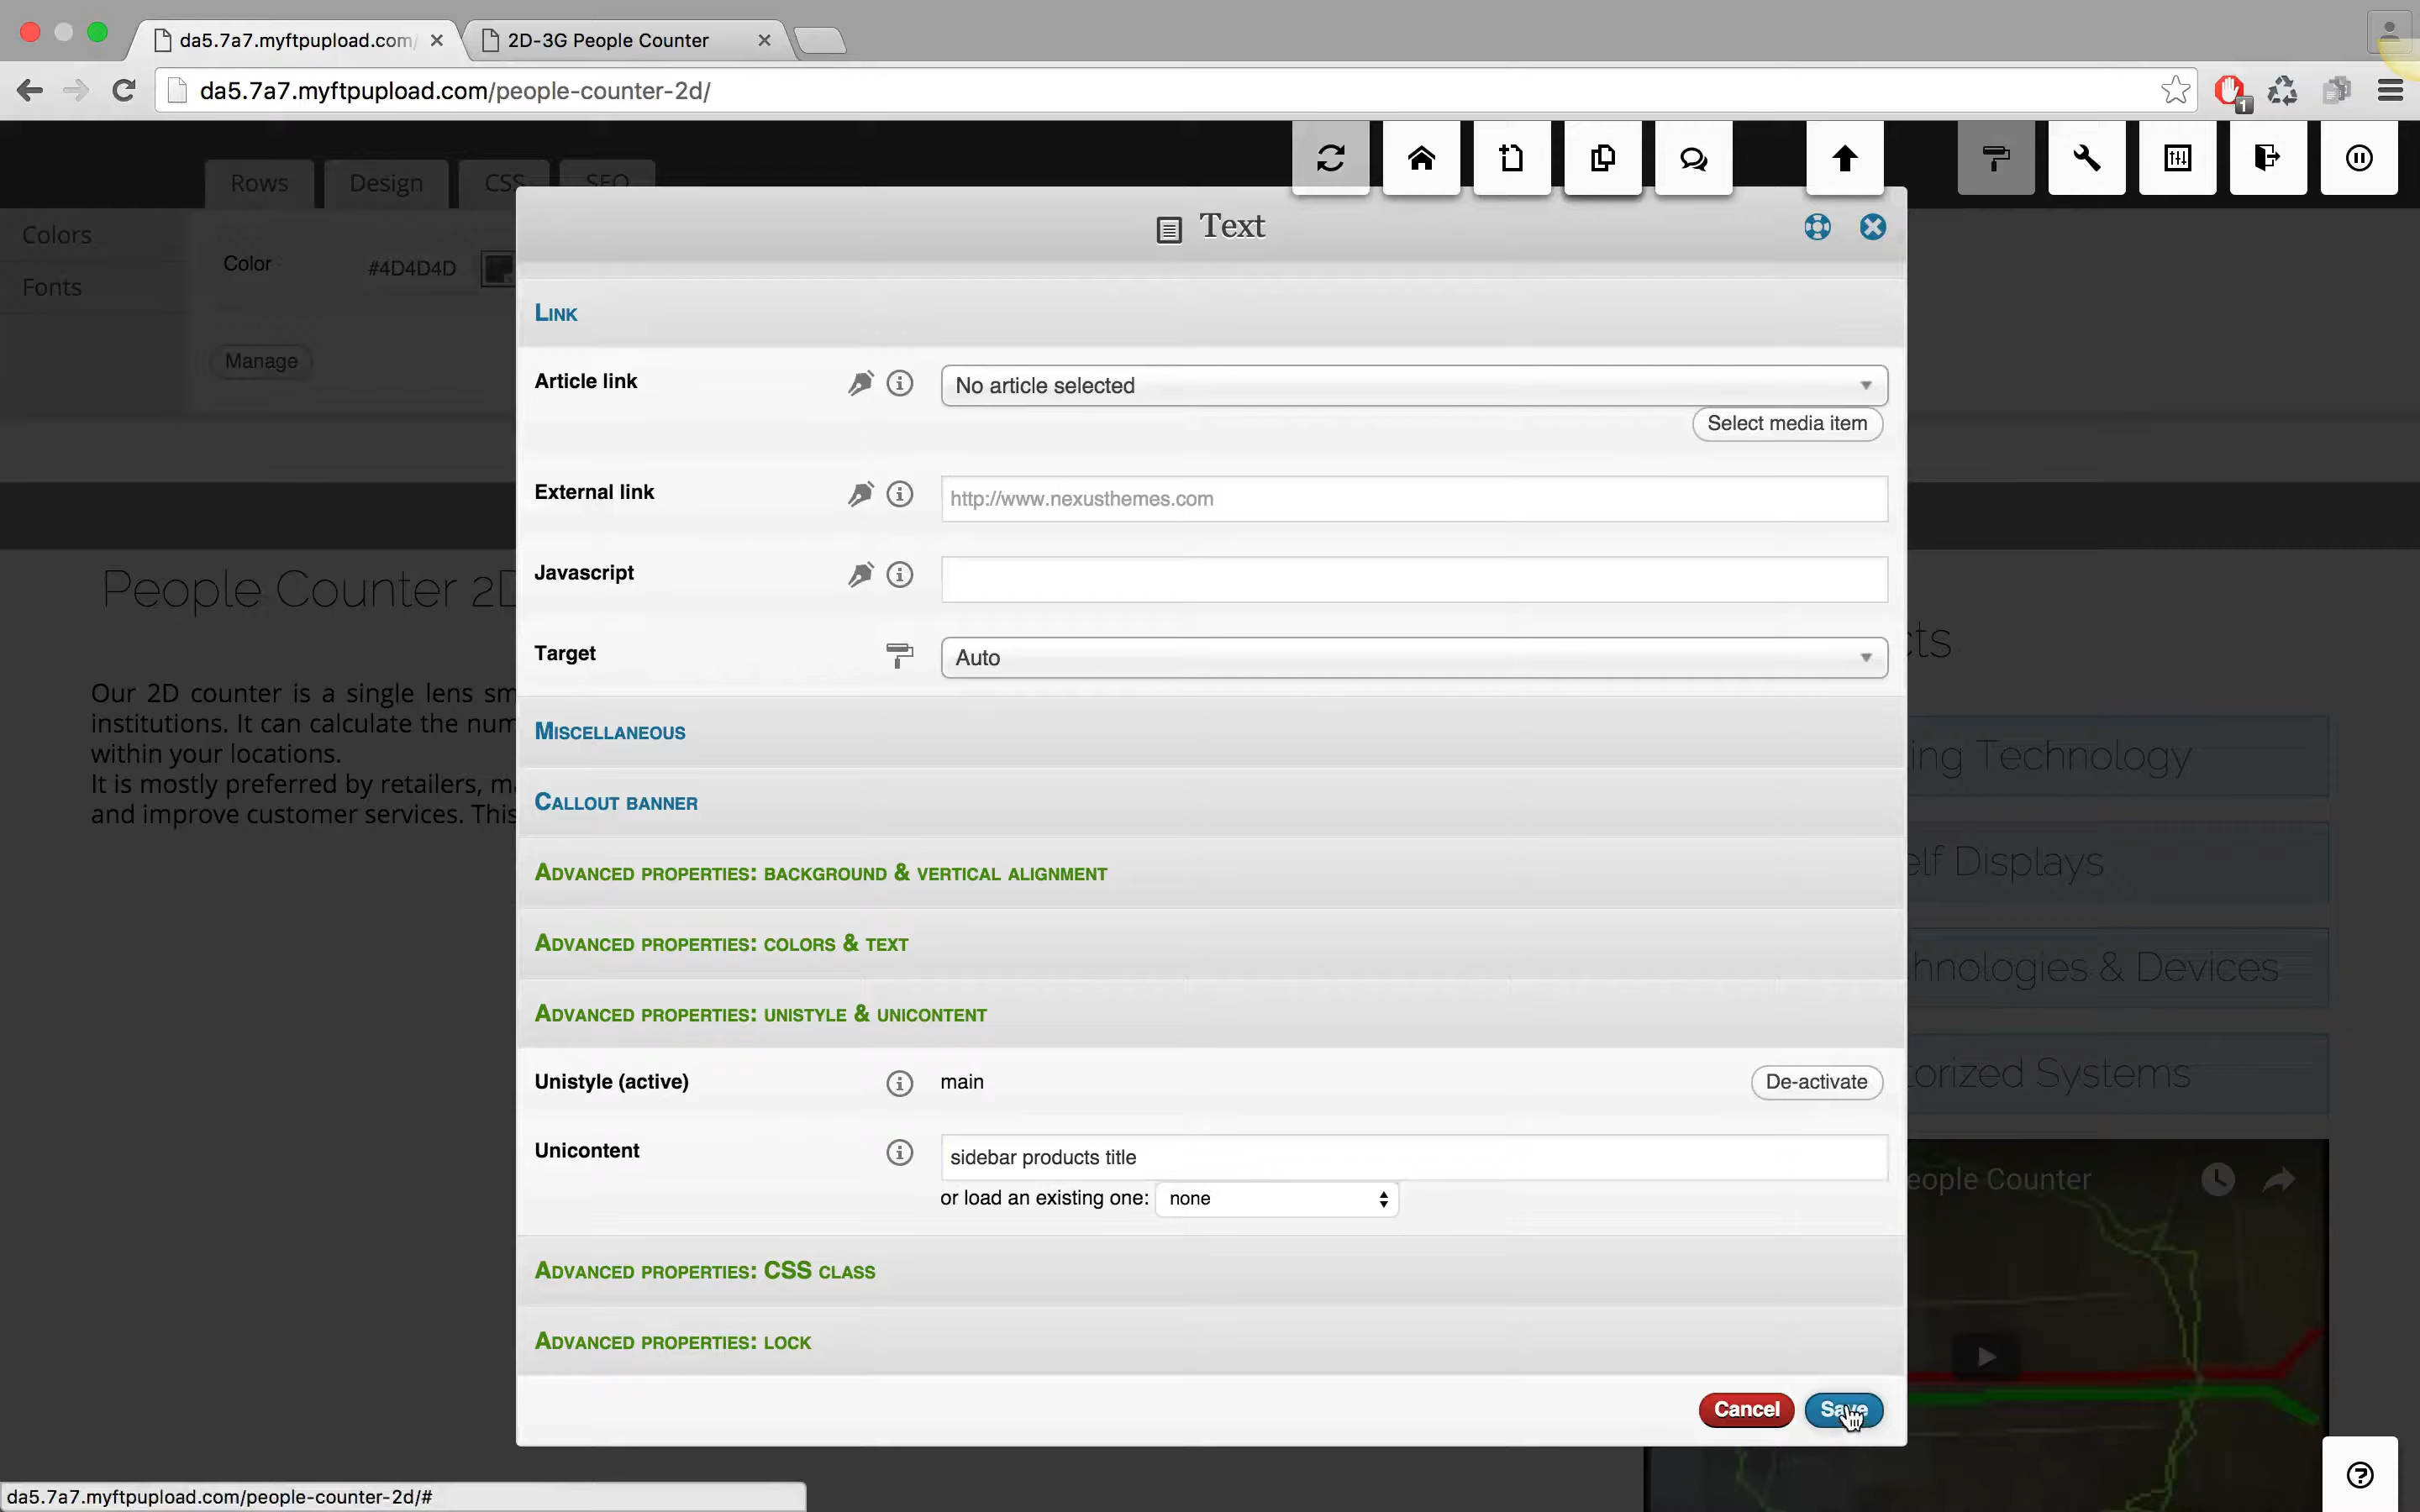 da5.7a7.myftpupload.com/
2D-3G People Counter
da5.7a7.myftpupload.com/people-counter-2d/
1
Rows
Design
CSS
SEO
Colors
Fonts
Color
#4D4D4D
Manage
Text
Link
Article link
No article selected
Select media item
External link
http://www.nexusthemes.com
Javascript
Target
Auto
Miscellaneous
Callout banner
Advanced properties: background & vertical alignment
Advanced properties: colors & text
Advanced properties: unistyle & unicontent
Unistyle (active)
main
De-activate
Unicontent
sidebar products title
or load an existing one:
none
Advanced properties: CSS class
Advanced properties: lock
Cancel
Save
People Counter 2D
Our 2D counter is a single lens sm
institutions. It can calculate the num
within your locations.
It is mostly preferred by retailers, m
and improve customer services. This
cts
ing Technology
elf Displays
hnologies & Devices
torized Systems
eople Counter
da5.7a7.myftpupload.com/people-counter-2d/#